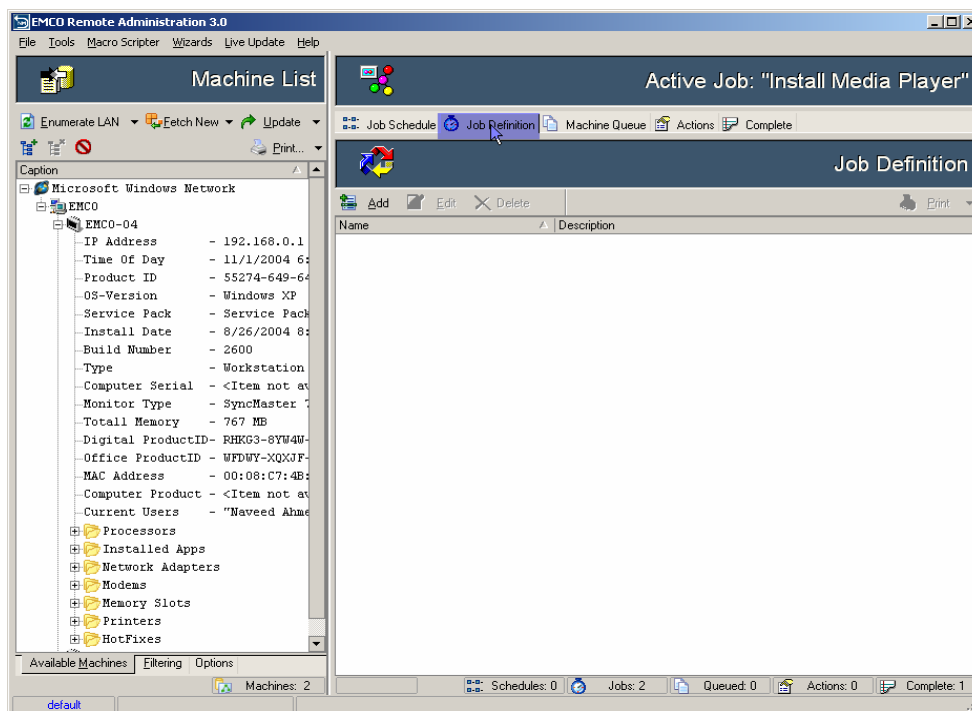 EMCO Remote Administration 3.0
File Tools Macro Scripter Wizards Live Update Help
Machine List
Active Job: "Install Media Player"
Enumerate LAN Fetch New Update
Job Schedule Job Definition Machine Queue Actions Complete
Print...
Job Definition
Caption
Add Edit Delete Print
Name Description
Microsoft Windows Network
EMCO
EMCO-04
IP Address - 192.168.0.1
Time Of Day - 11/1/2004 6:
Product ID - 55274-649-64
OS-Version - Windows XP
Service Pack - Service Pack
Install Date - 8/26/2004 8:
Build Number - 2600
Type - Workstation
Computer Serial - <Item not av
Monitor Type - SyncMaster 7
Totall Memory - 767 MB
Digital ProductID- RHKG3-8YW4W-
Office ProductID - WFDWY-XQXJF-
MAC Address - 00:08:C7:4B:
Computer Product - <Item not av
Current Users - "Naveed Ahme
Processors
Installed Apps
Network Adapters
Modems
Memory Slots
Printers
HotFixes
Available Machines Filtering Options
Machines: 2
Schedules: 0 Jobs: 2 Queued: 0 Actions: 0 Complete: 1
default